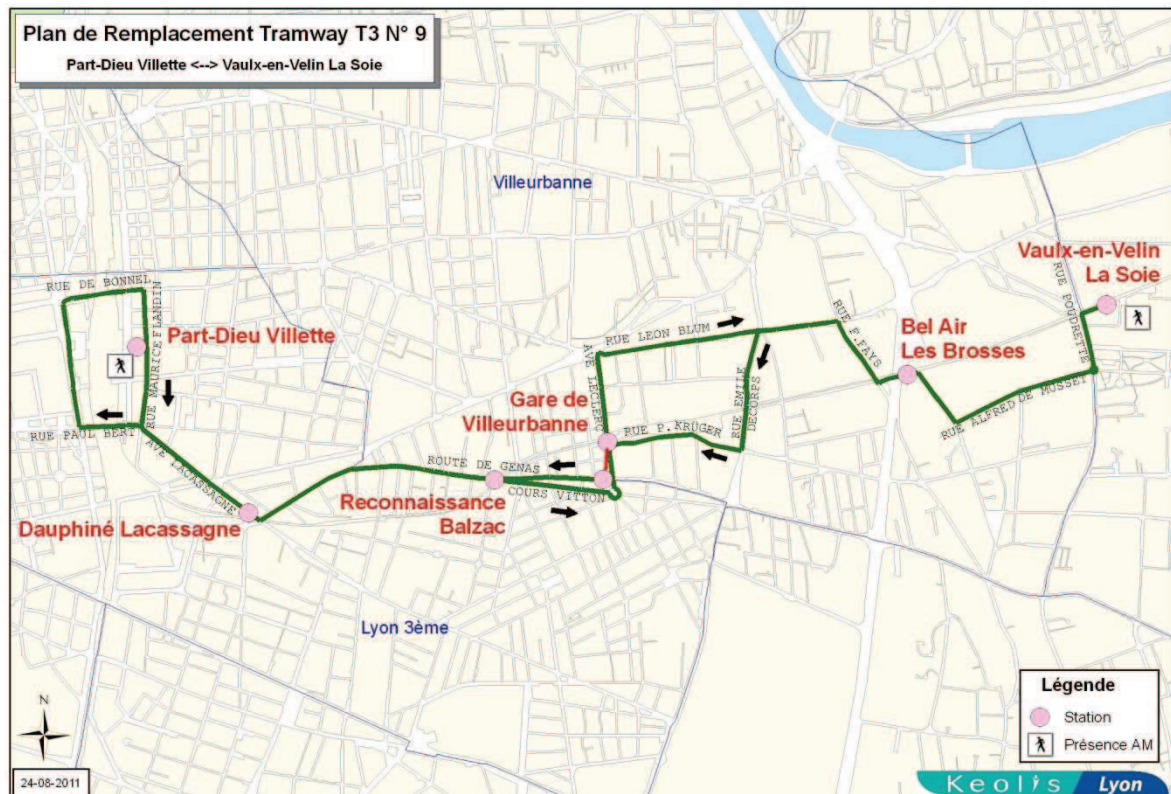 Plan de Remplacement Tramway T3 N° 9
Part-Dieu Villette <--> Vaulx-en-Velin La Soie
Villeurbanne
Vaulx-en-Velin
La Soie
RUE DE BONNEL
RUE MAURICE FLANDIN
Part-Dieu Villette
RUE PAUL BERT
AVE LACASSAGNE
Dauphiné Lacassagne
ROUTE DE GENAS
COURS VITTON
Reconnaissance
Balzac
Gare de
Villeurbanne
AVE LECLERC
RUE LEON BLUM
RUE P. KRÜGER
RUE EMILE
DECORPS
RUE F. FAYS
Bel Air
Les Brosses
RUE ALFRED DE MUSSET
RUE POUDRETTE
Lyon 3ème
N
24-08-2011
Légende
Station
Présence AM
Keolis Lyon